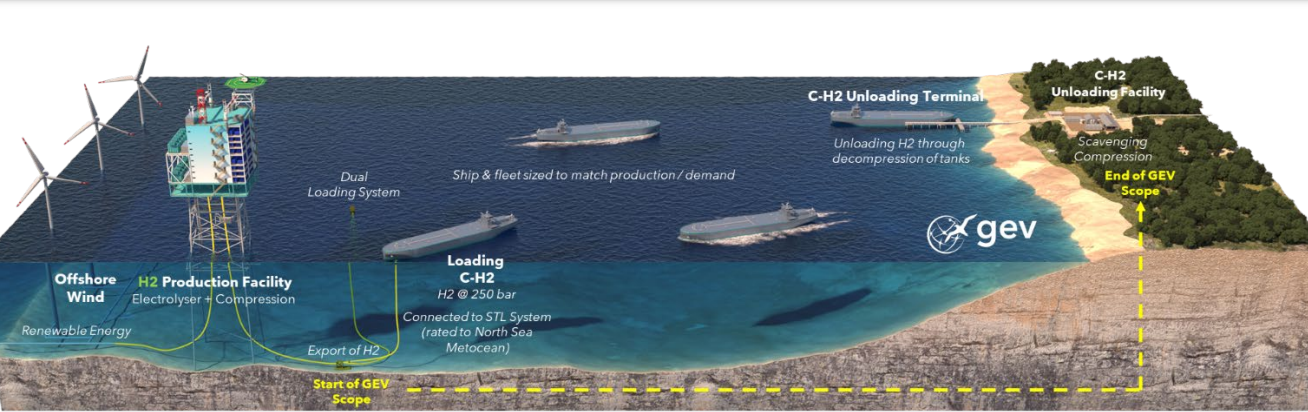 C-H2
Unloading Facility
C-H2 Unloading Terminal
Unloading H2 through
decompression of tanks
Scavenging
Compression
End of GEV
Scope
Dual
Loading System
Ship & fleet sized to match production / demand
gev
Offshore
Wind
Renewable Energy
H2 Production Facility
Electrolyser + Compression
Loading
C-H2
H2 @ 250 bar
Connected to STL System
(rated to North Sea
Metocean)
Export of H2
Start of GEV
Scope